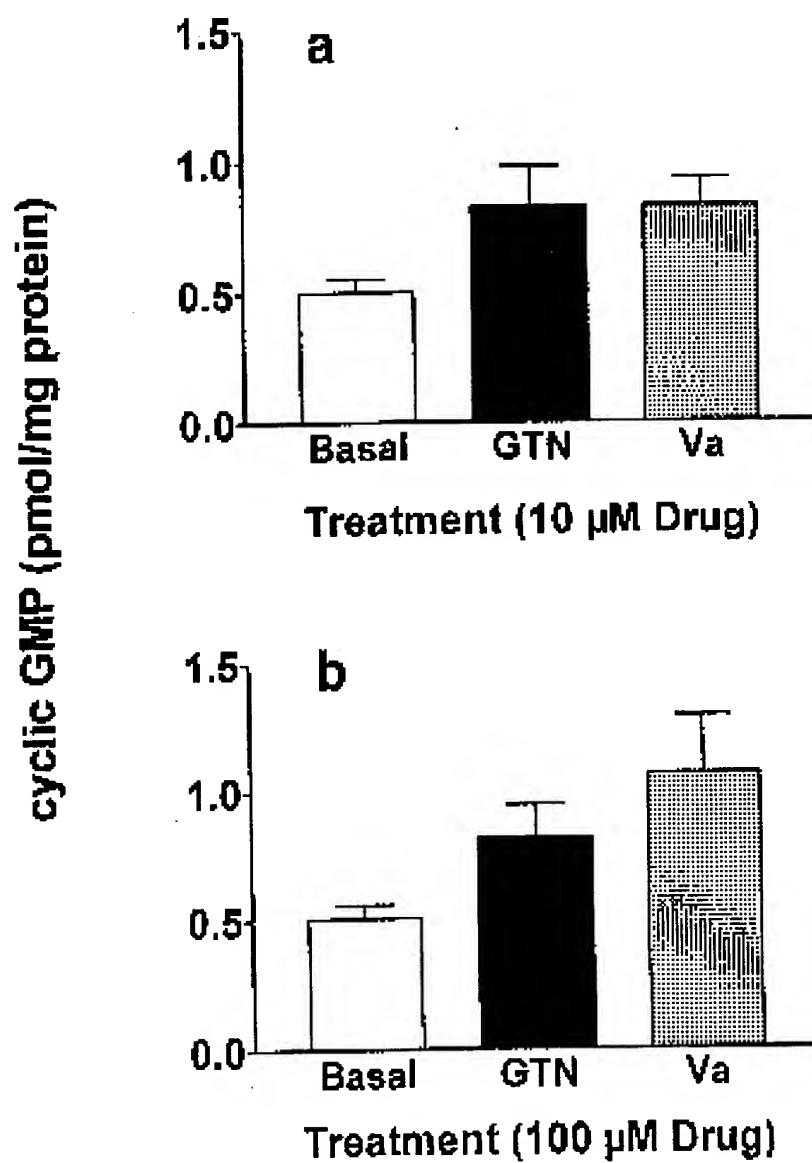 cyclic GMP (pmol/mg protein)
a
1.5
1.0
0.5
0.0
Basal GTN Va
Treatment (10 µM Drug)
b
1.5
1.0
0.5
0.0
Basal GTN Va
Treatment (100 µM Drug)